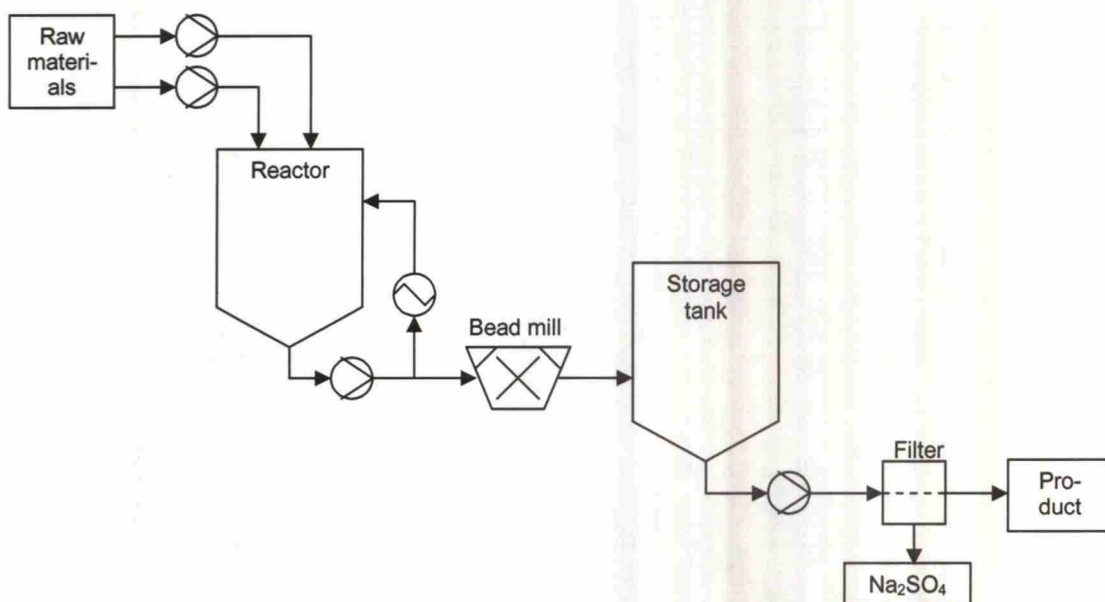 Raw
materi-
als
Reactor
Bead mill
Storage
tank
Filter
Pro-
duct
Na₂SO₄